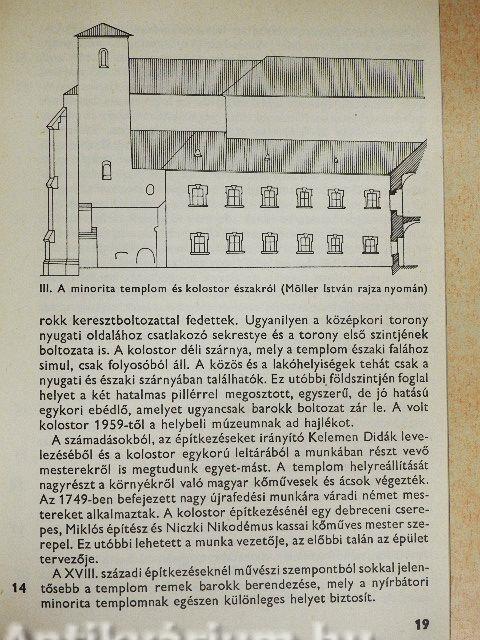 III. A minorita templom és kolostor északról (Möller István rajza nyomán)
rokk keresztboltozattal fedettek. Ugyanilyen a középkori torony
nyugati oldalához csatlakozó sekrestye és a torony első szintjének
boltozata is. A kolostor déli szárnya, mely a templom északi falához
simul, csak folyosóból áll. A közös és a lakóhelyiségek tehát csak a
nyugati és északi szárnyában találhatók. Ez utóbbi földszintjén foglal
helyet a két hatalmas pillérrel megosztott, egyszerű, de jó hatású
egykori ebédlő, amelyet ugyancsak barokk boltozat zár le. A volt
kolostor 1959-től a helybeli múzeumnak ad hajlékot.
A számadásokból, az építkezéseket irányító Kelemen Didák leve-
lezéséből és a kolostor egykorú leltárából a munkában részt vevő
mesterekről is megtudunk egyet-mást. A templom helyreállítását
nagyrészt a környékről való magyar kőművesek és ácsok végezték.
Az 1749-ben befejezett nagy újrafedési munkára váradi német mes-
tereket alkalmaztak. A kolostor építkezésénél egy debreceni csere-
pes, Miklós építész és Niczki Nikodémus kassai kőműves mester sze-
repel. Ez utóbbi lehetett a munka vezetője, az előbbi talán az épület
tervezője.
A XVIII. századi építkezéseknél művészi szempontból sokkal jelen-
14 tősebb a templom remek barokk berendezése, mely a nyírbátori
minorita templomnak egészen különleges helyet biztosít.
19
Antikvarium.hu